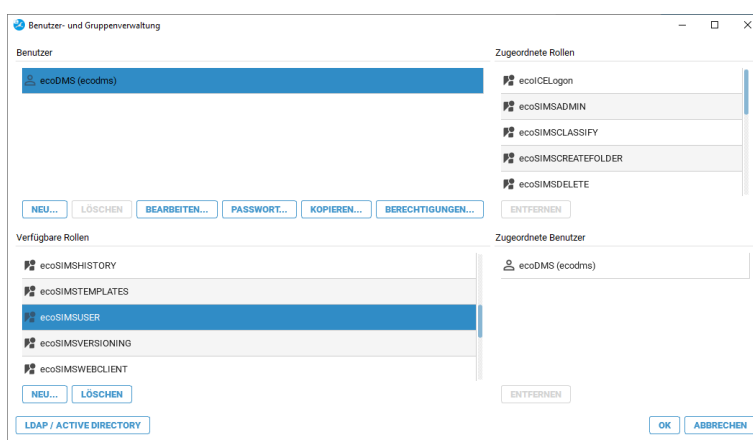 Benutzer- und Gruppenverwaltung
Benutzer
ecoDMS (ecodms)
NEU... LÖSCHEN BEARBEITEN... PASSWORT... KOPIEREN... BERECHTIGUNGEN...
Zugeordnete Rollen
ecoICELogon
ecoSIMSADMIN
ecoSIMSCLASSIFY
ecoSIMSCREATEFOLDER
ecoSIMSDELETE
ENTFERNEN
Verfügbare Rollen
ecoSIMSHISTORY
ecoSIMSTEMPLATES
ecoSIMSUSER
ecoSIMSVERSIONING
ecoSIMSWEBCLIENT
NEU... LÖSCHEN
Zugeordnete Benutzer
ecoDMS (ecodms)
ENTFERNEN
LDAP / ACTIVE DIRECTORY
OK ABBRECHEN